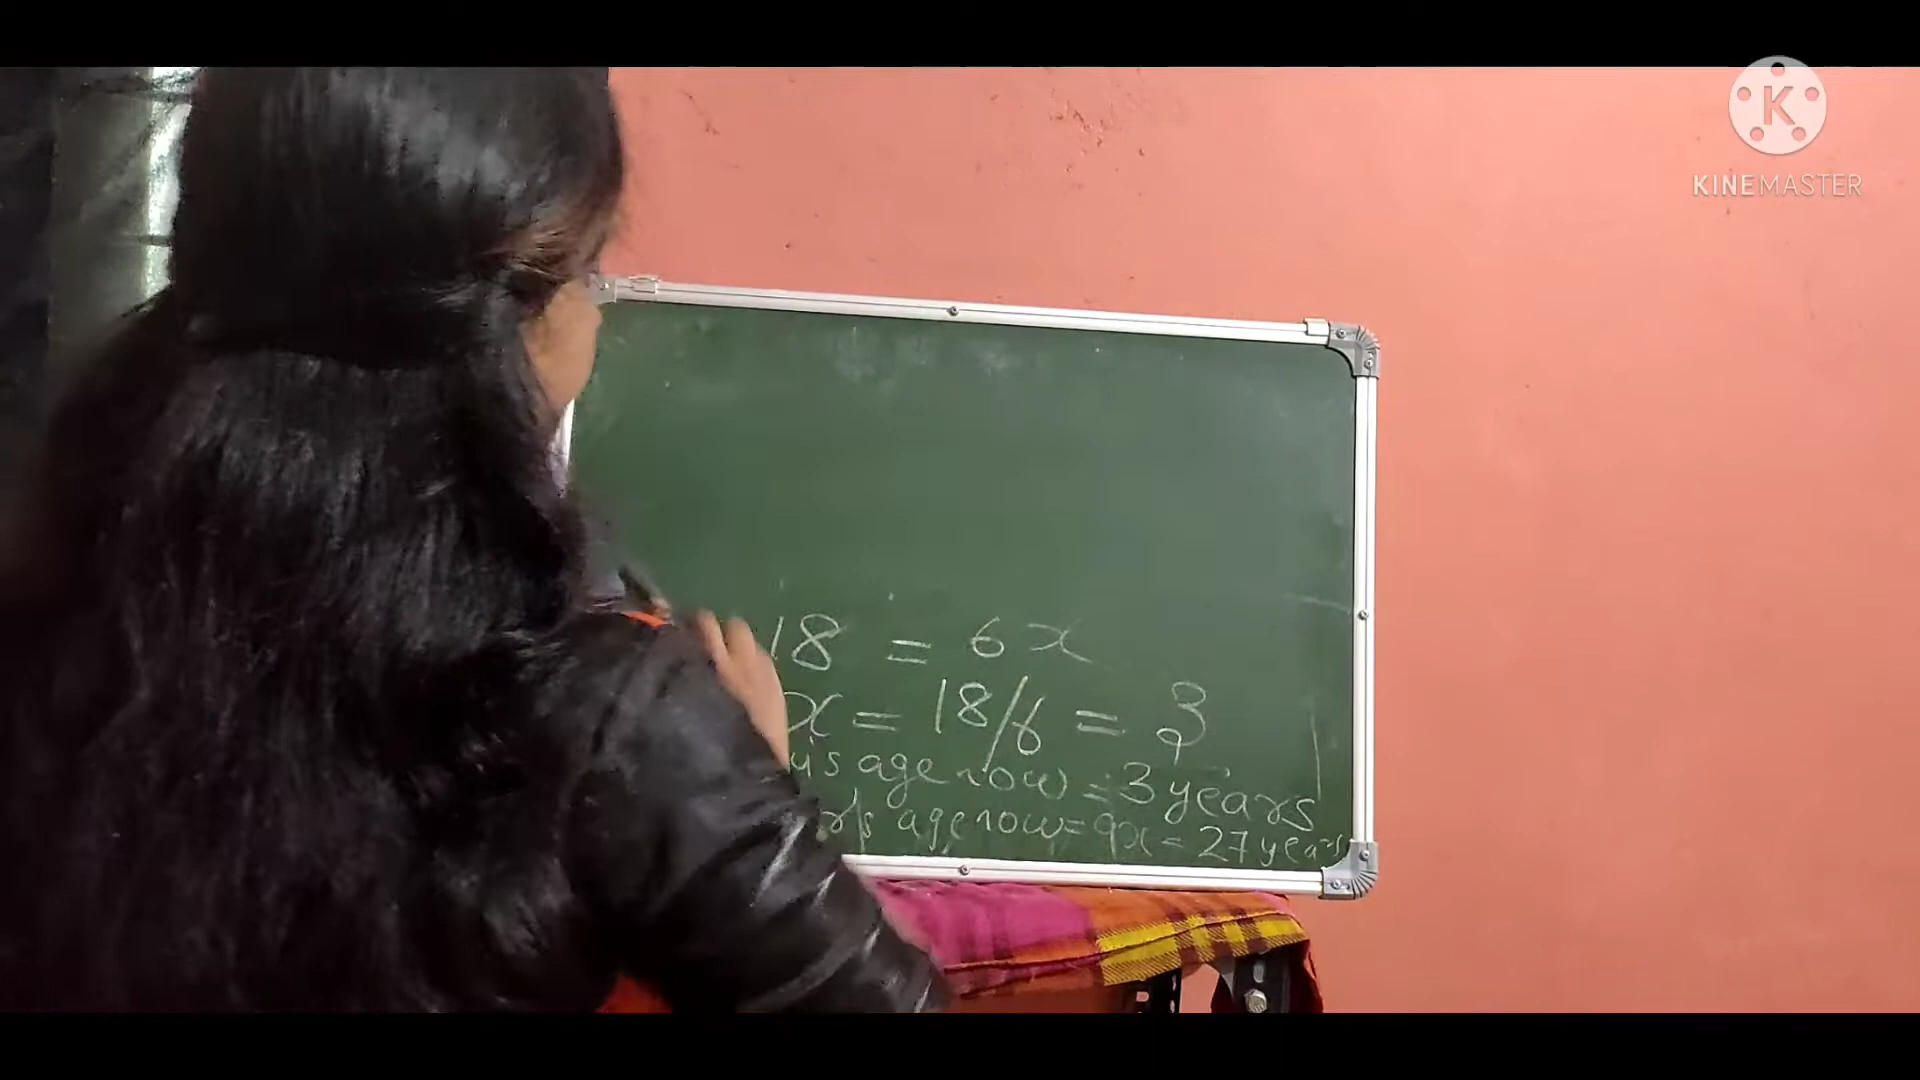 KINEMASTER
18 = 6x
x = 18/6 = 3
age now = 3 years
age now = 9x = 27 years